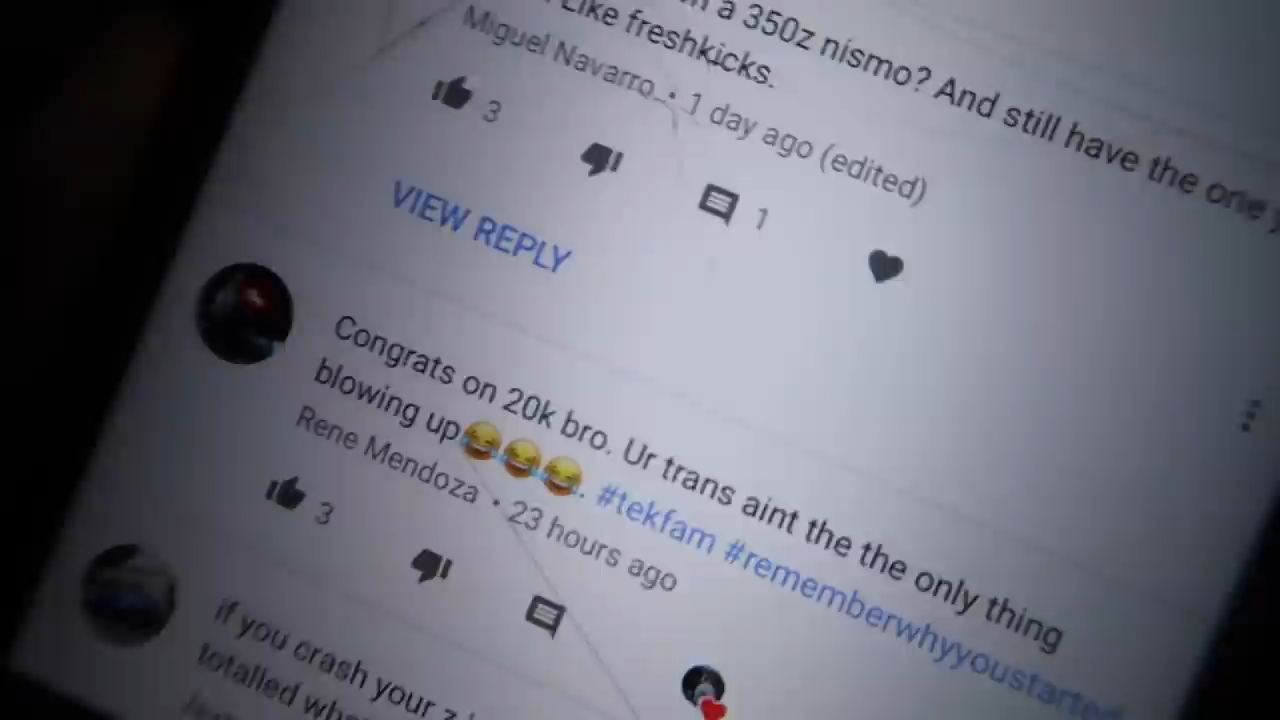 a 350z nismo? And still have the one
Like freshkicks.
Miguel Navarro • 1 day ago (edited)
3
1
VIEW REPLY
Congrats on 20k bro. Ur trans aint the the only thing
blowing up😂😂😂. #tekfam #rememberwhyyoustarted
Rene Mendoza • 23 hours ago
3
if you crash your z
totalled